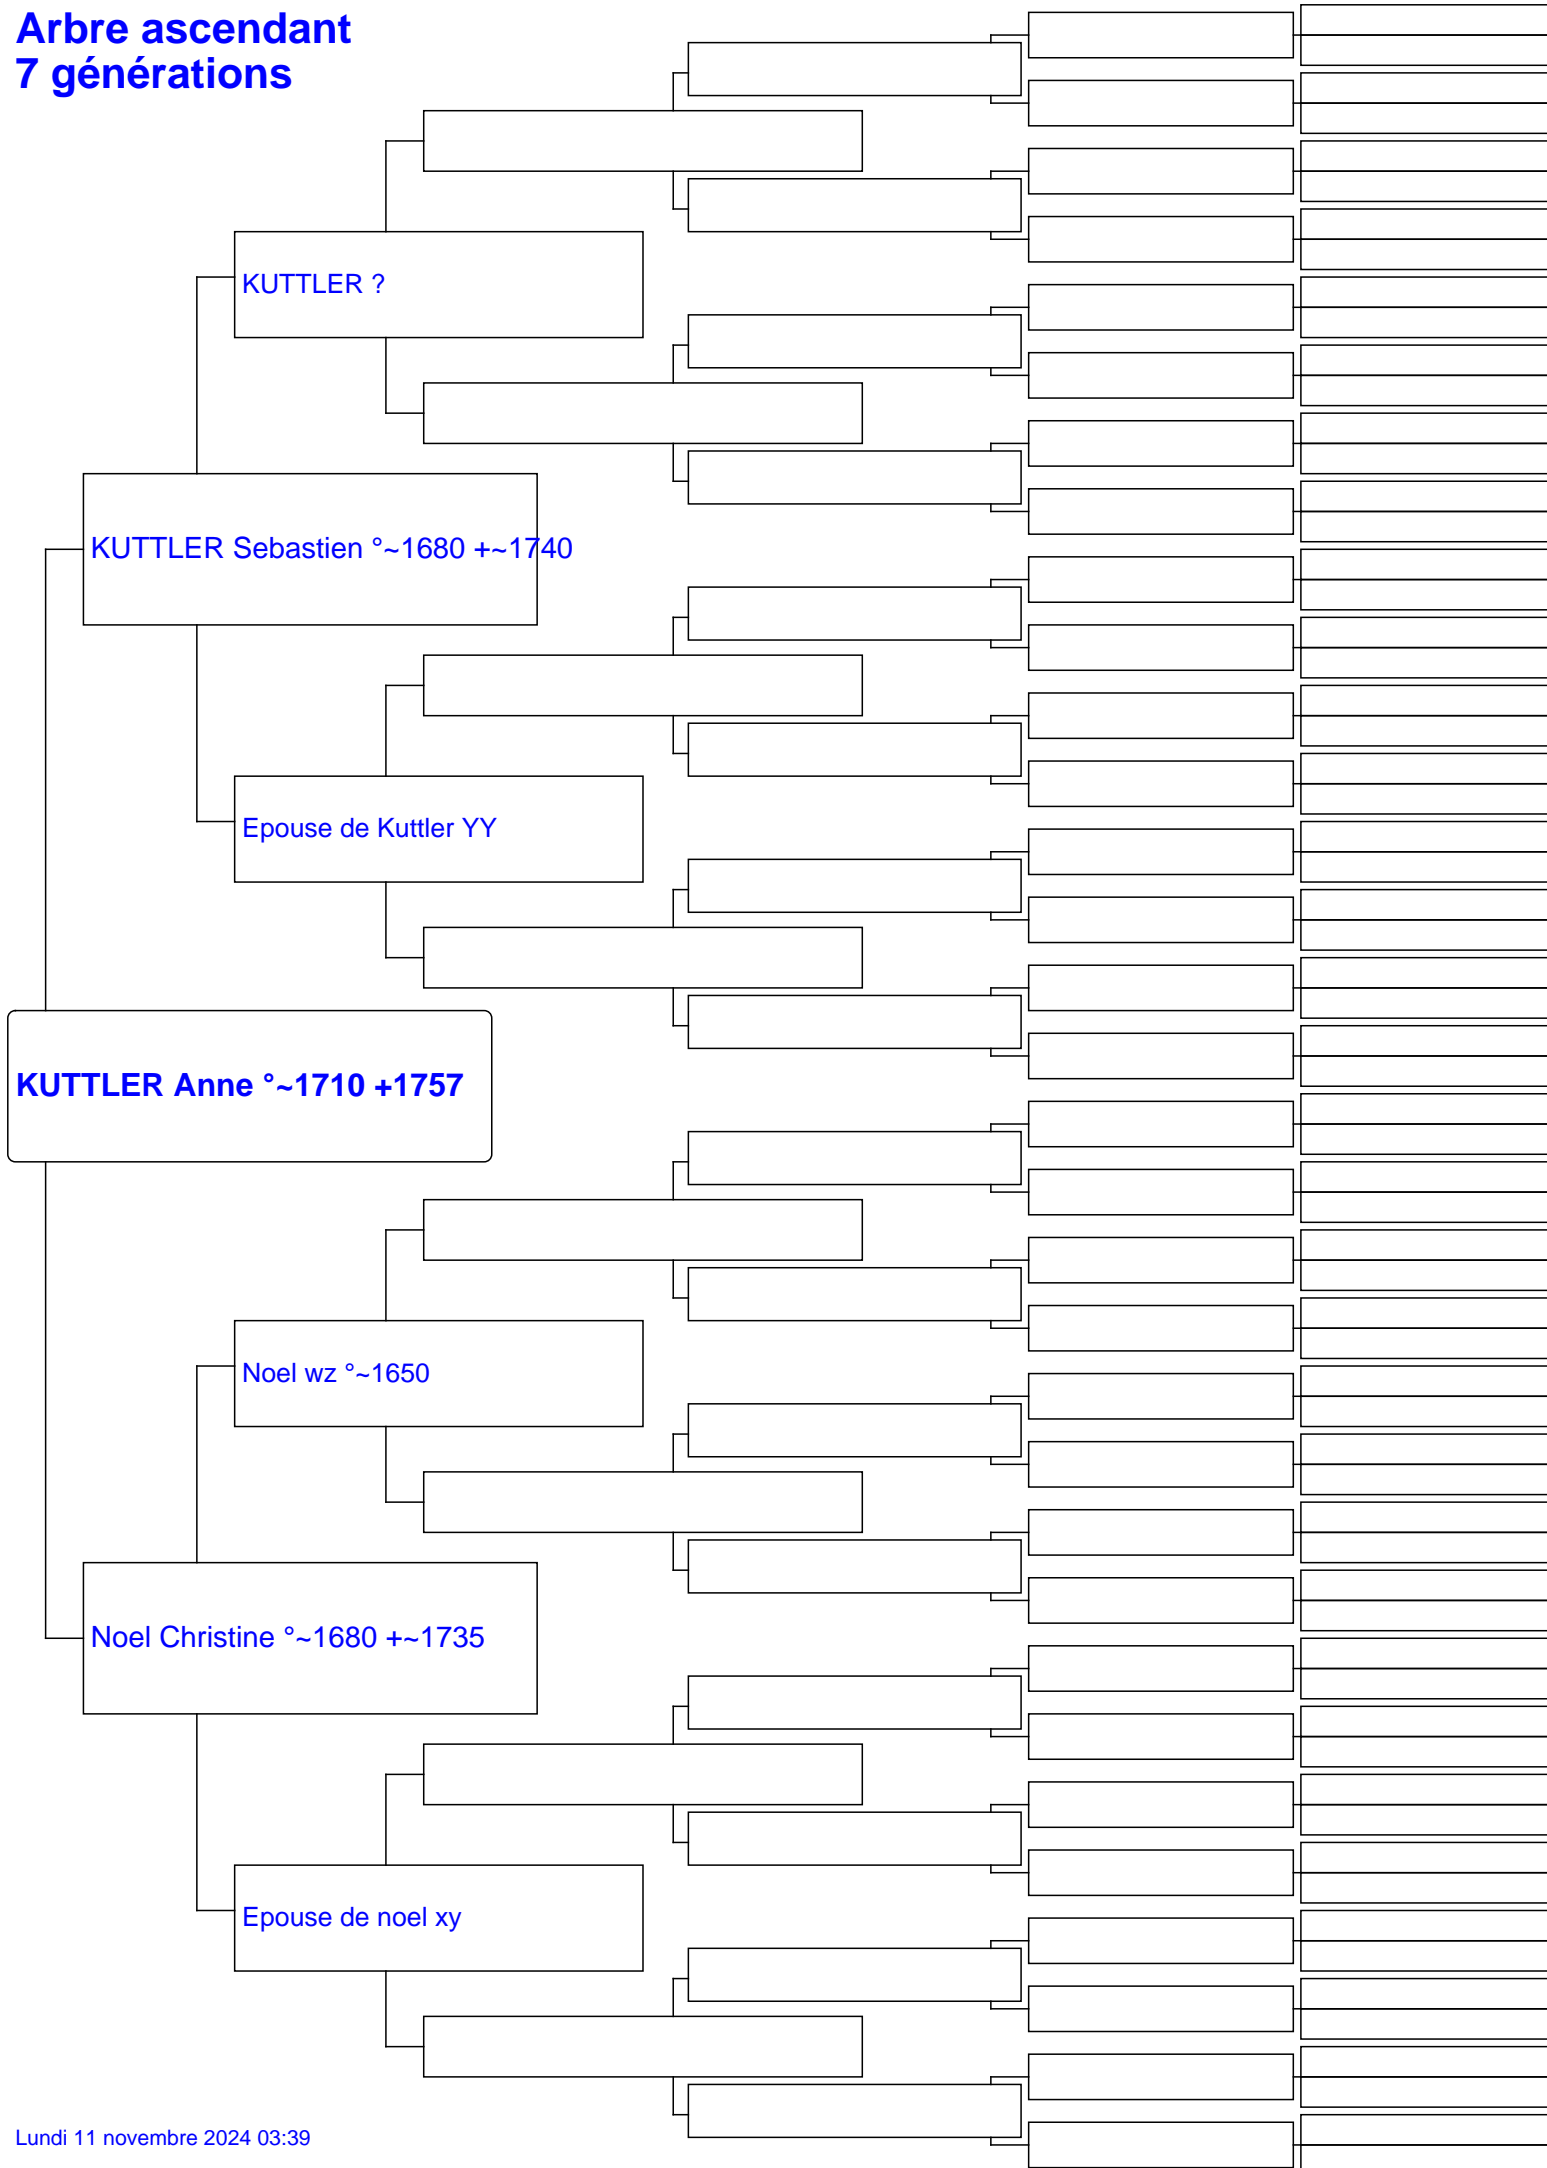 Arbre ascendant
7 générations
KUTTLER ?
KUTTLER Sebastien °~1680 +~1740
Epouse de Kuttler YY
KUTTLER Anne °~1710 +1757
Noel wz °~1650
Noel Christine °~1680 +~1735
Epouse de noel xy
Lundi 11 novembre 2024 03:39